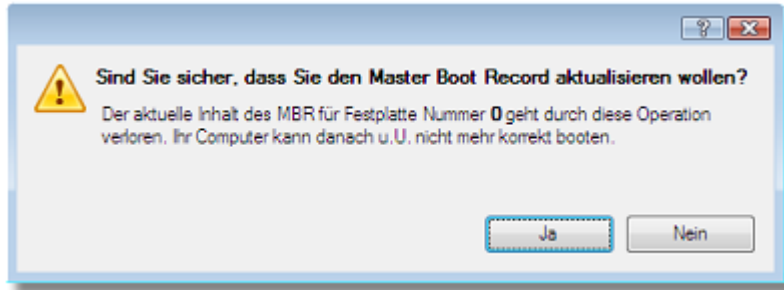 Sind Sie sicher, dass Sie den Master Boot Record aktualisieren wollen?
Der aktuelle Inhalt des MBR für Festplatte Nummer 0 geht durch diese Operation
verloren. Ihr Computer kann danach u.U. nicht mehr korrekt booten.
Ja Nein